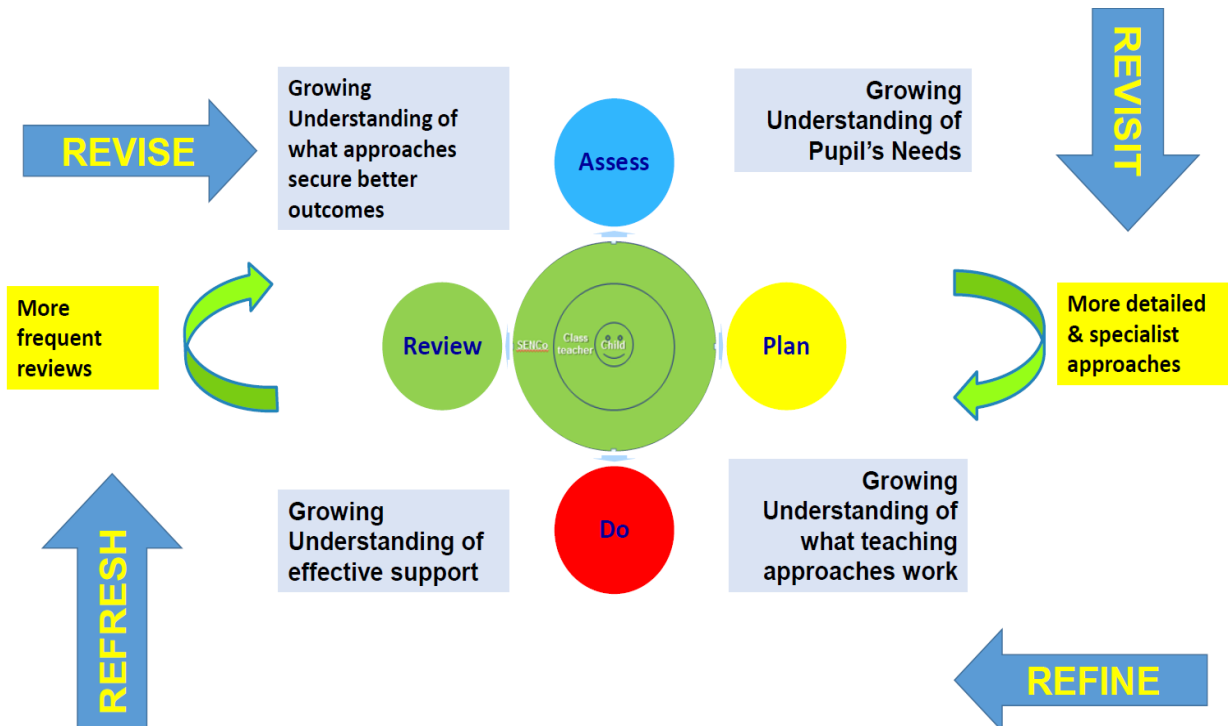 REVISE
Growing
Understanding of
what approaches
secure better
outcomes
Assess
Growing
Understanding of
Pupil’s Needs
REVISIT
More
frequent
reviews
Review
SENCo
Class
teacher
Child
Plan
More detailed
& specialist
approaches
REFRESH
Growing
Understanding of
effective support
Do
Growing
Understanding of
what teaching
approaches work
REFINE